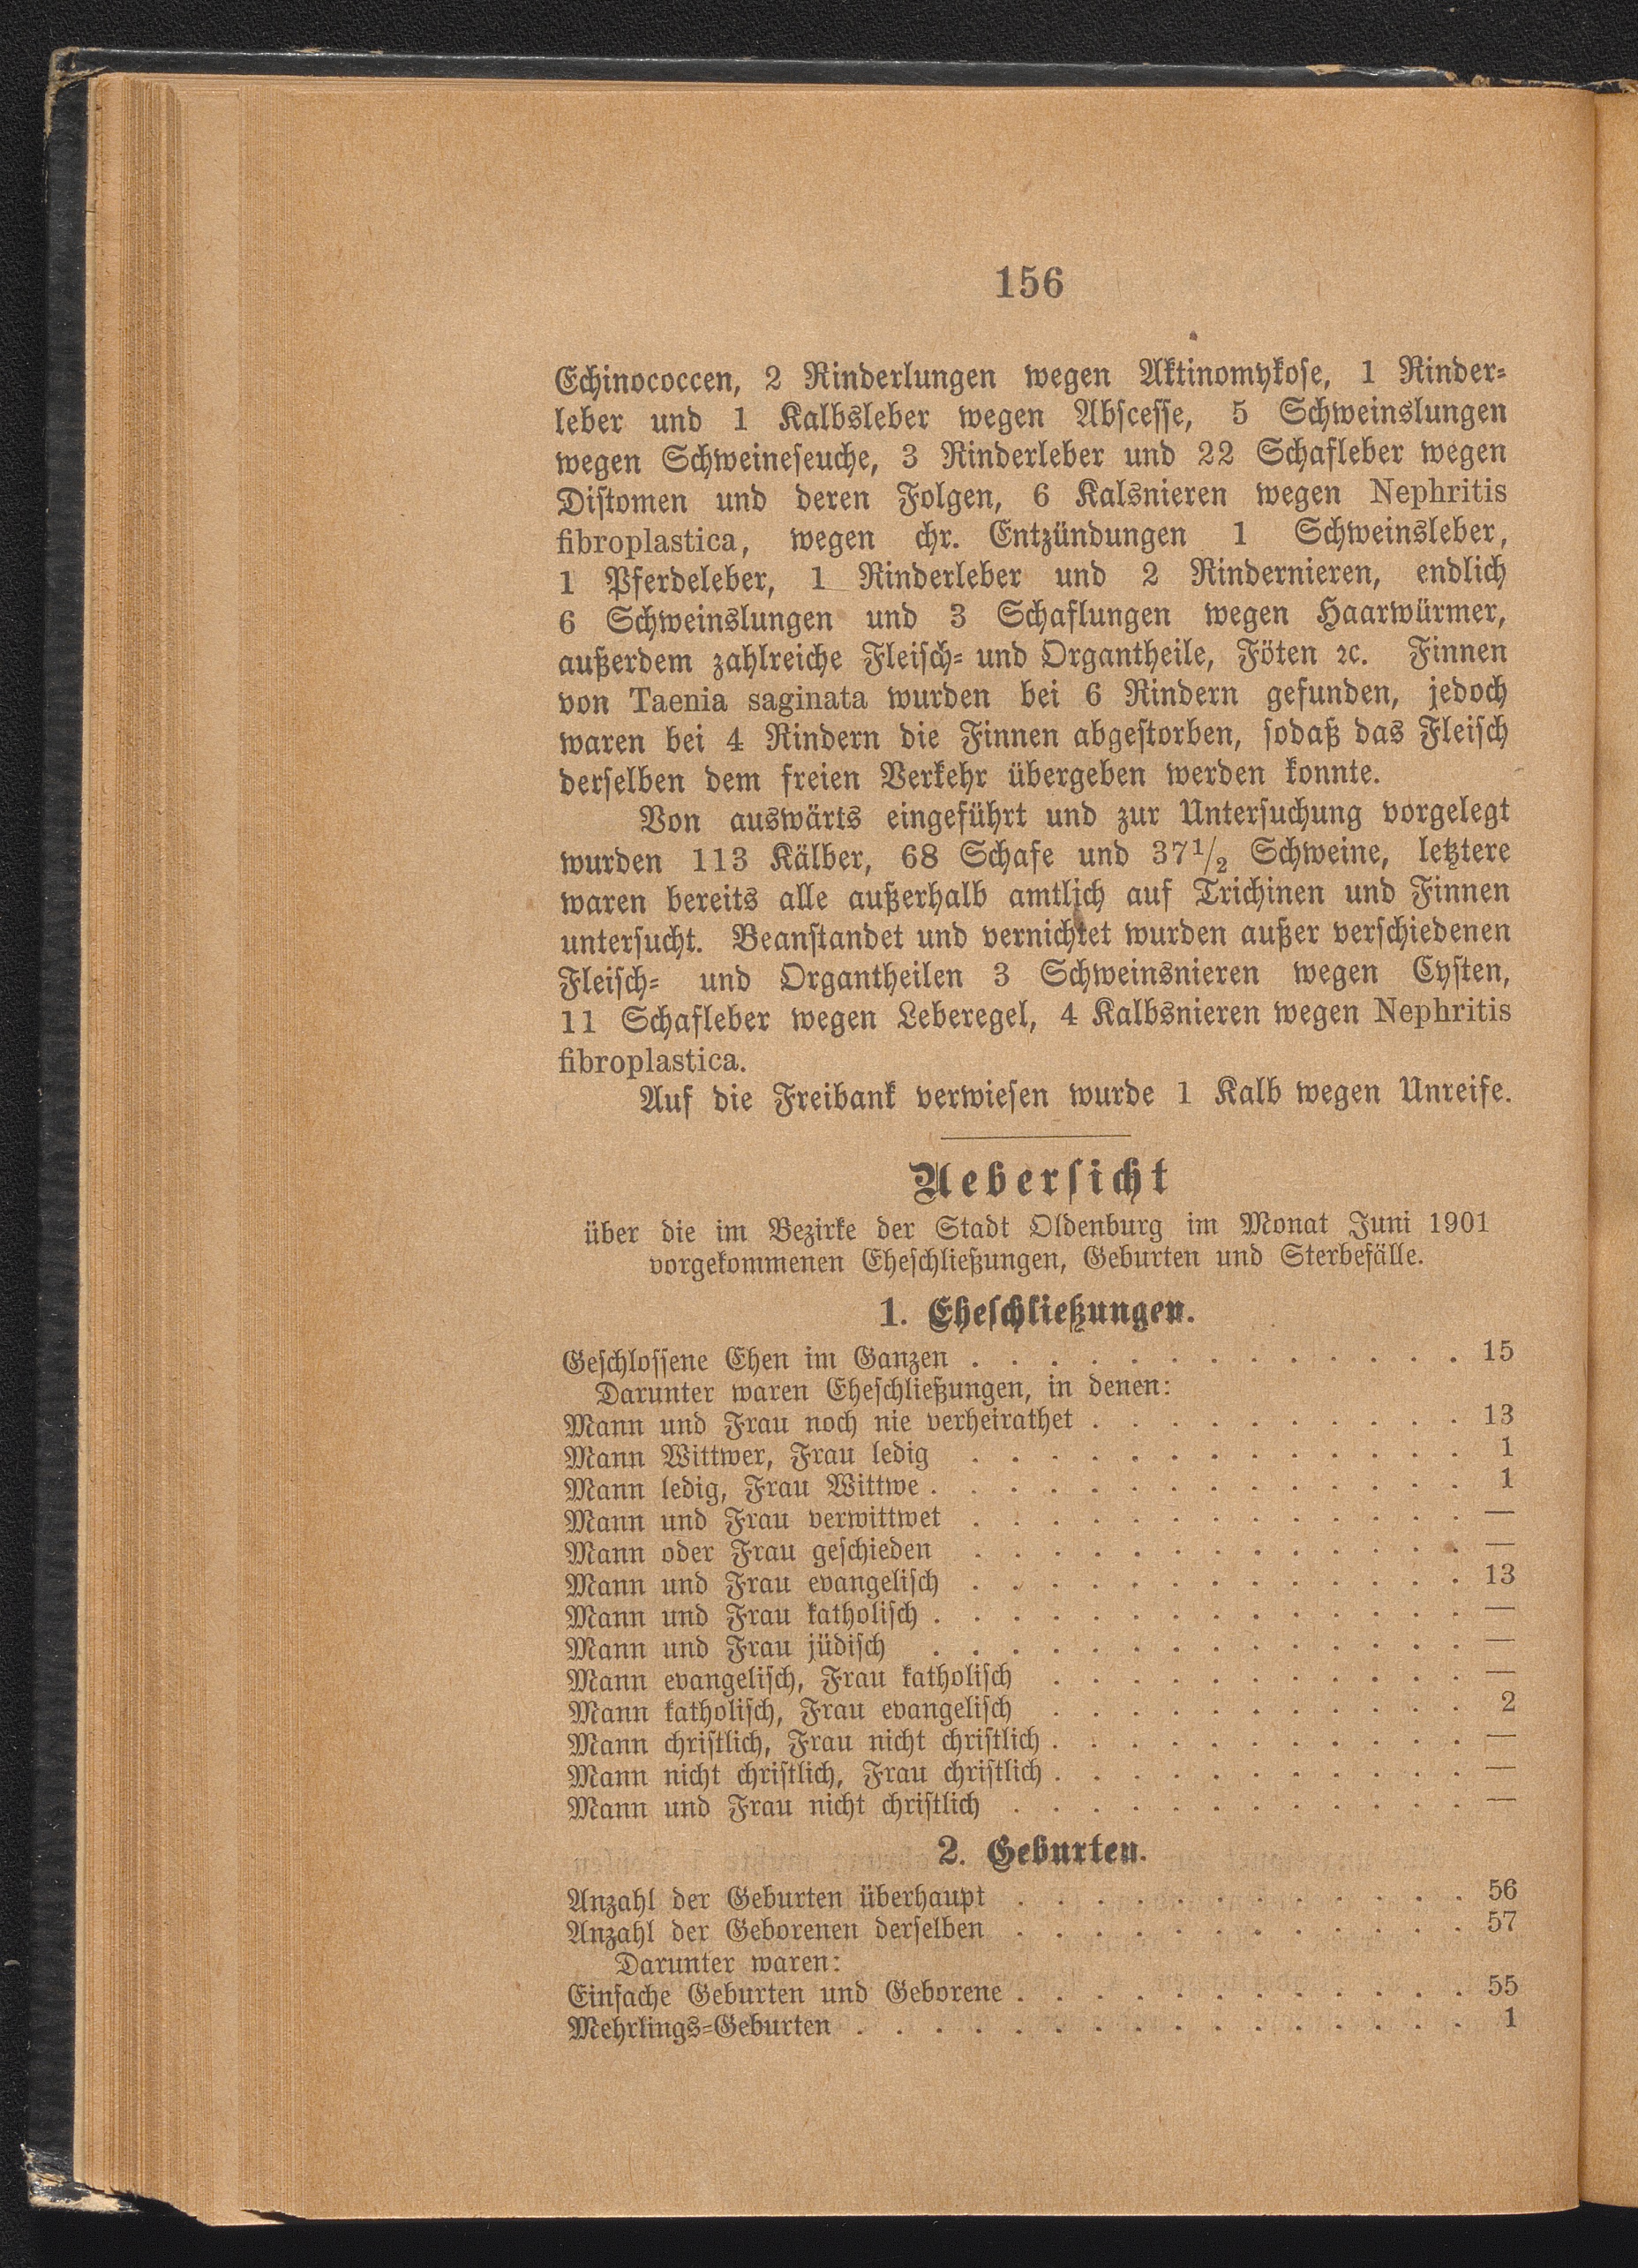 156
Echinococcen, 2 Rinderlungen wegen Aktinomykose, 1 Rinder-
leber und 1 Kalbsleber wegen Abscesse, 5 Schweinslungen
wegen Schweineseuche, 3 Rinderleber und 22 Schafleber wegen
Distomen und deren Folgen, 6 Kalsnieren wegen Nephritis
fibroplastica, wegen chr. Entzündungen 1 Schweinsleber,
1 Pferdeleber, 1 Rinderleber und 2 Rindernieren, endlich
6 Schweinslungen und 3 Schaflungen wegen Haarwürmer,
außerdem zahlreiche Fleisch- und Organtheile, Föten ꝛc. Finnen
von Taenia saginata wurden bei 6 Rindern gefunden, jedoch
waren bei 4 Rindern die Finnen abgestorben, sodaß das Fleisch
derselben dem freien Verkehr übergeben werden konnte.
Von auswärts eingeführt und zur Untersuchung vorgelegt
wurden 113 Kälber, 68 Schafe und 37 1/2 Schweine, letztere
waren bereits alle außerhalb amtlich auf Trichinen und Finnen
untersucht. Beanstandet und vernichtet wurden außer verschiedenen
Fleisch- und Organtheilen 3 Schweinsnieren wegen Cysten,
11 Schafleber wegen Leberegel, 4 Kalbsnieren wegen Nephritis
fibroplastica.
Auf die Freibank verwiesen wurde 1 Kalb wegen Unreife.
Uebersicht
über die im Bezirke der Stadt Oldenburg im Monat Juni 1901
vorgekommenen Eheschließungen, Geburten und Sterbefälle.
1. Eheschließungen.
Geschlossene Ehen im Ganzen . . . . . . . . . . . . . 15
Darunter waren Eheschließungen, in denen:
Mann und Frau noch nie verheirathet . . . . . . . . . . 13
Mann Wittwer, Frau ledig . . . . . . . . . . . . . 1
Mann ledig, Frau Wittwe . . . . . . . . . . . . . . 1
Mann und Frau verwittwet . . . . . . . . . . . . . —
Mann oder Frau geschieden . . . . . . . . . . . . . —
Mann und Frau evangelisch . . . . . . . . . . . . . 13
Mann und Frau katholisch . . . . . . . . . . . . . . —
Mann und Frau jüdisch . . . . . . . . . . . . . . —
Mann evangelisch, Frau katholisch . . . . . . . . . . . —
Mann katholisch, Frau evangelisch . . . . . . . . . . . 2
Mann christlich, Frau nicht christlich . . . . . . . . . . . —
Mann nicht christlich, Frau christlich . . . . . . . . . . . —
Mann und Frau nicht christlich . . . . . . . . . . . . —
2. Geburten.
Anzahl der Geburten überhaupt . . . . . . . . . . . . 56
Anzahl der Geborenen derselben . . . . . . . . . . . . 57
Darunter waren:
Einfache Geburten und Geborene . . . . . . . . . . . . 55
Mehrlings-Geburten . . . . . . . . . . . . . . . . 1